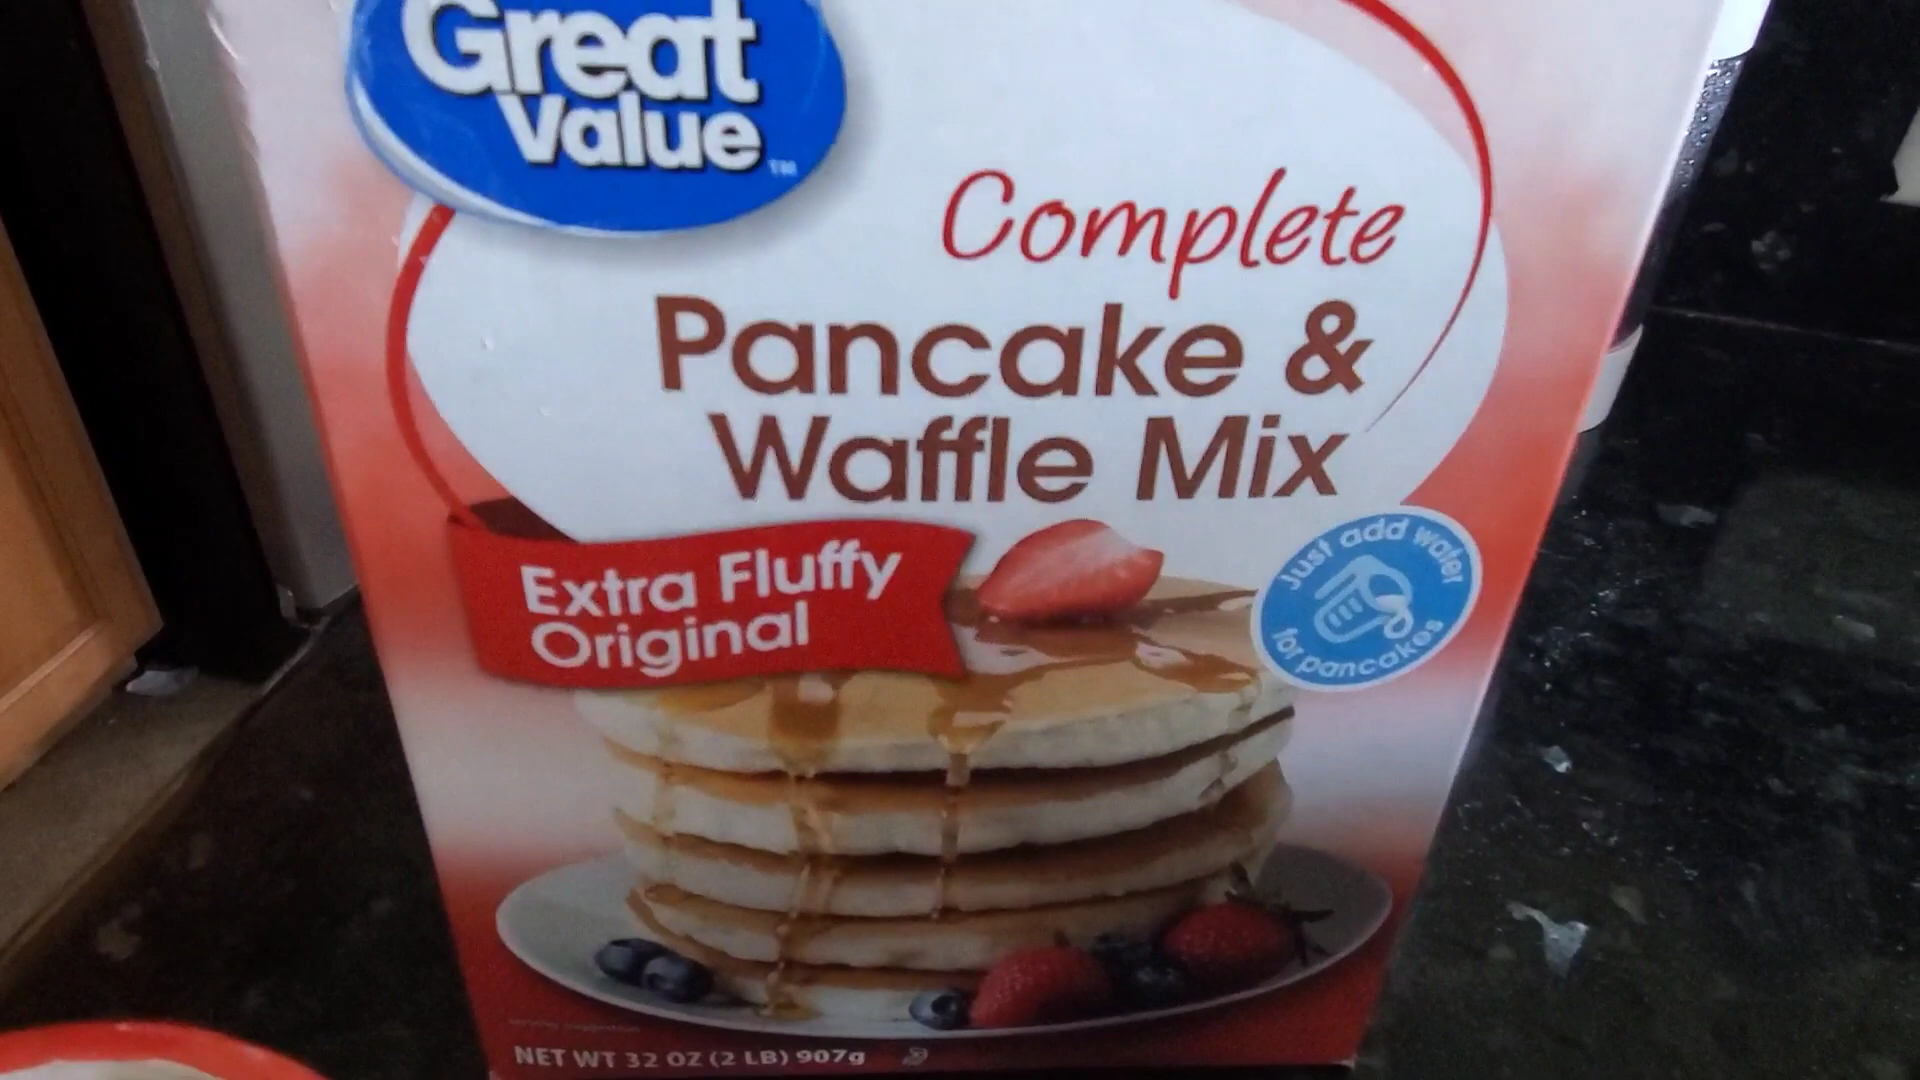 Great
Value
TM
Complete
Pancake &
Waffle Mix
Extra Fluffy
Original
Just add water
for pancakes
NET WT 32 OZ (2 LB) 907g